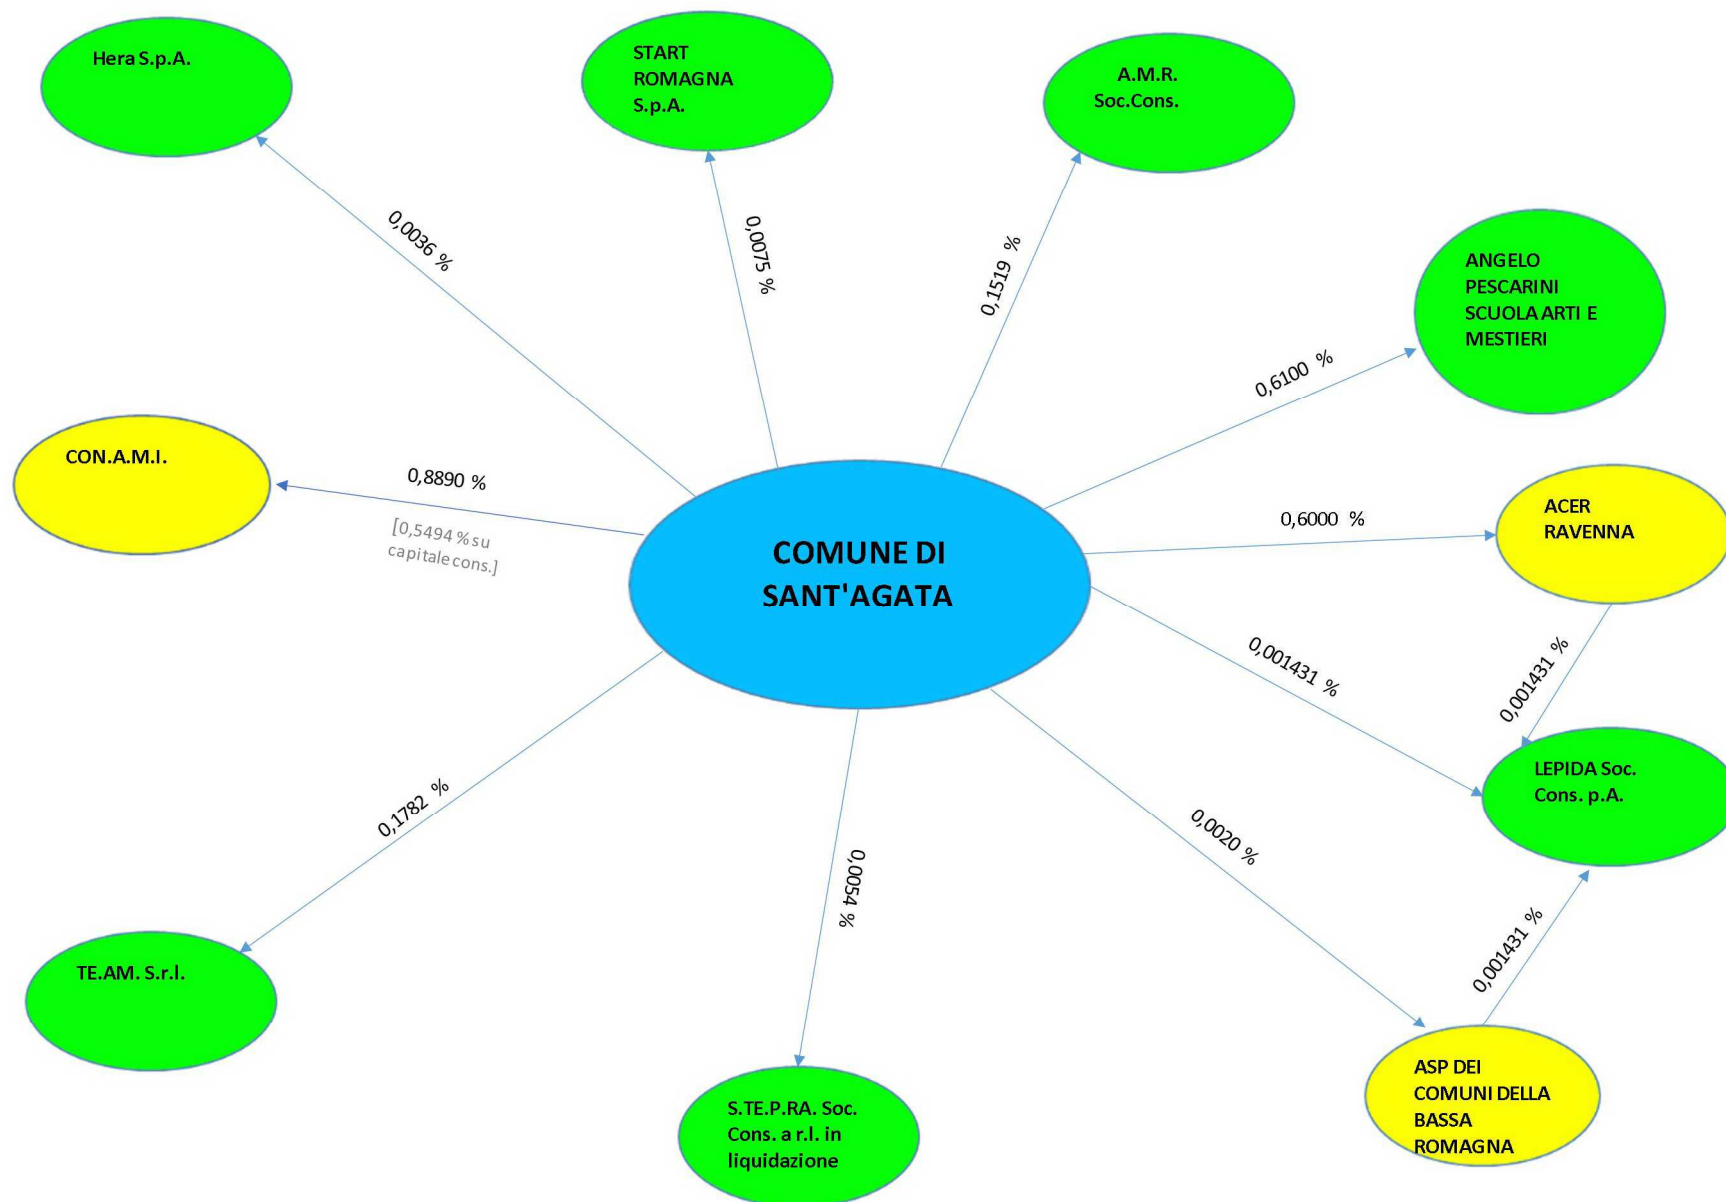 Hera S.p.A.
START
ROMAGNA
S.p.A.
A.M.R.
Soc.Cons.
0,0036 %
0,0075 %
0,1519 %
ANGELO
PESCARINI
SCUOLA ARTI E
MESTIERI
0,6100 %
CON.A.M.I.
0,8890 %
[0,5494 % su
capitale cons.]
COMUNE DI
SANT'AGATA
0,6000 %
ACER
RAVENNA
0,001431 %
0,001431 %
LEPIDA Soc.
Cons. p.A.
0,1782 %
0,0054 %
0,0020 %
0,001431 %
TE.AM. S.r.l.
S.TE.P.RA. Soc.
Cons. a r.l. in
liquidazione
ASP DEI
COMUNI DELLA
BASSA
ROMAGNA